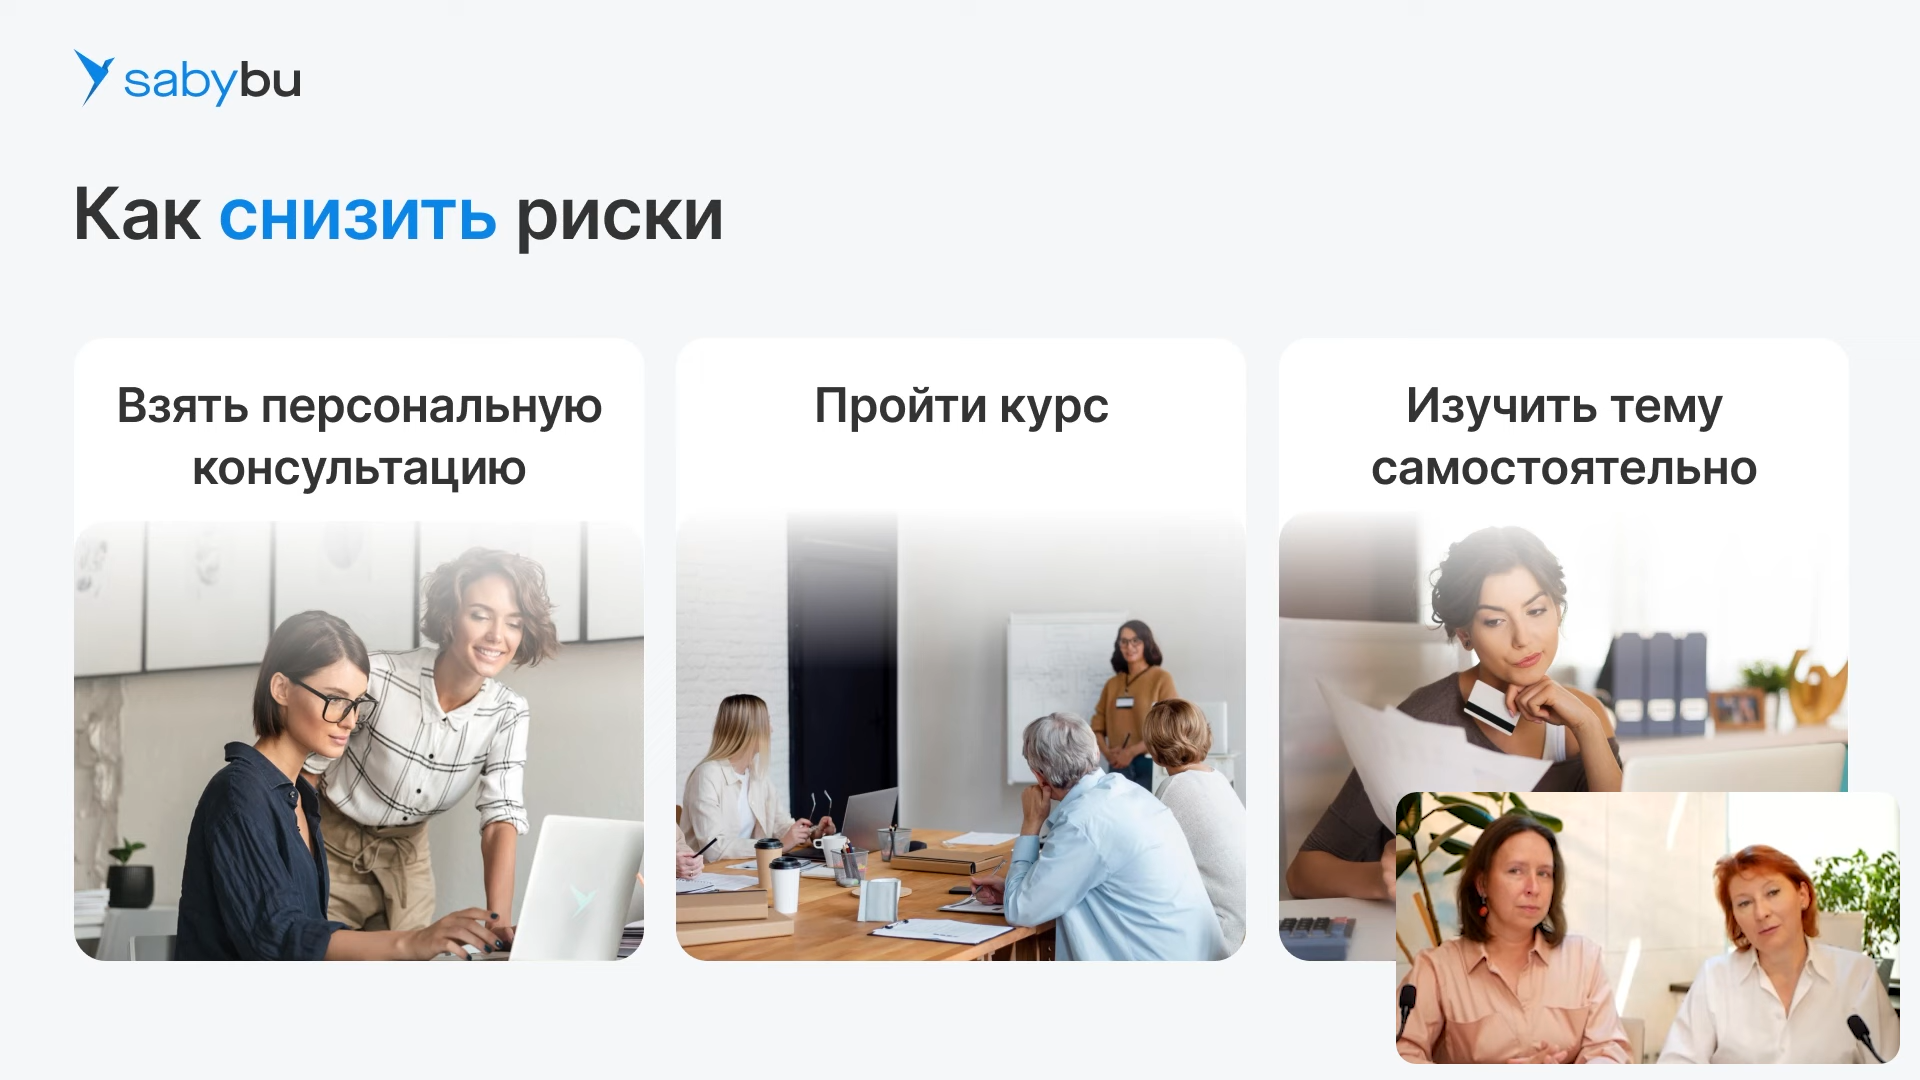 sabybu
Как снизить риски
Взять персональную
консультацию
Пройти курс
Изучить тему
самостоятельно